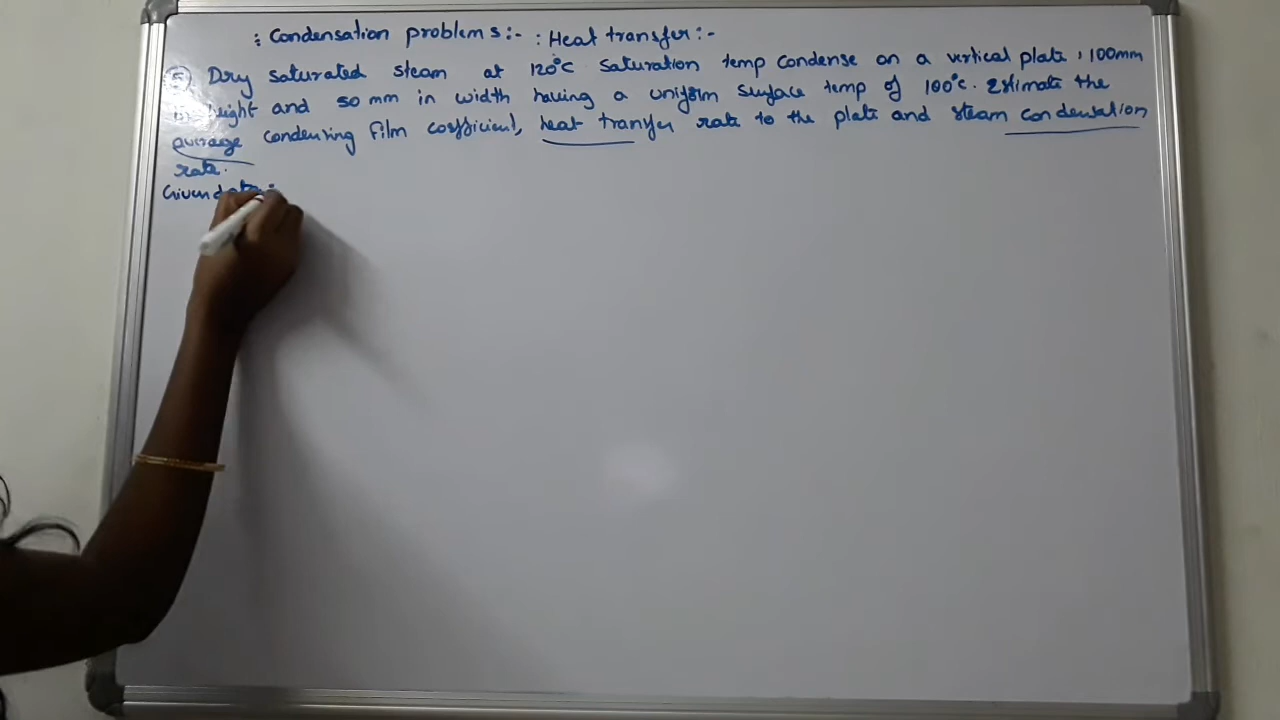 : Condensation problems:- : Heat transfer:-
5) Dry saturated steam at 120°C saturation temp condense on a vertical plate, 100mm
in height and 50 mm in width having a uniform surface temp of 100°C. Estimate the
average condensing film coefficient, heat tranfer rate to the plate and steam condensation
rate.
Given data: